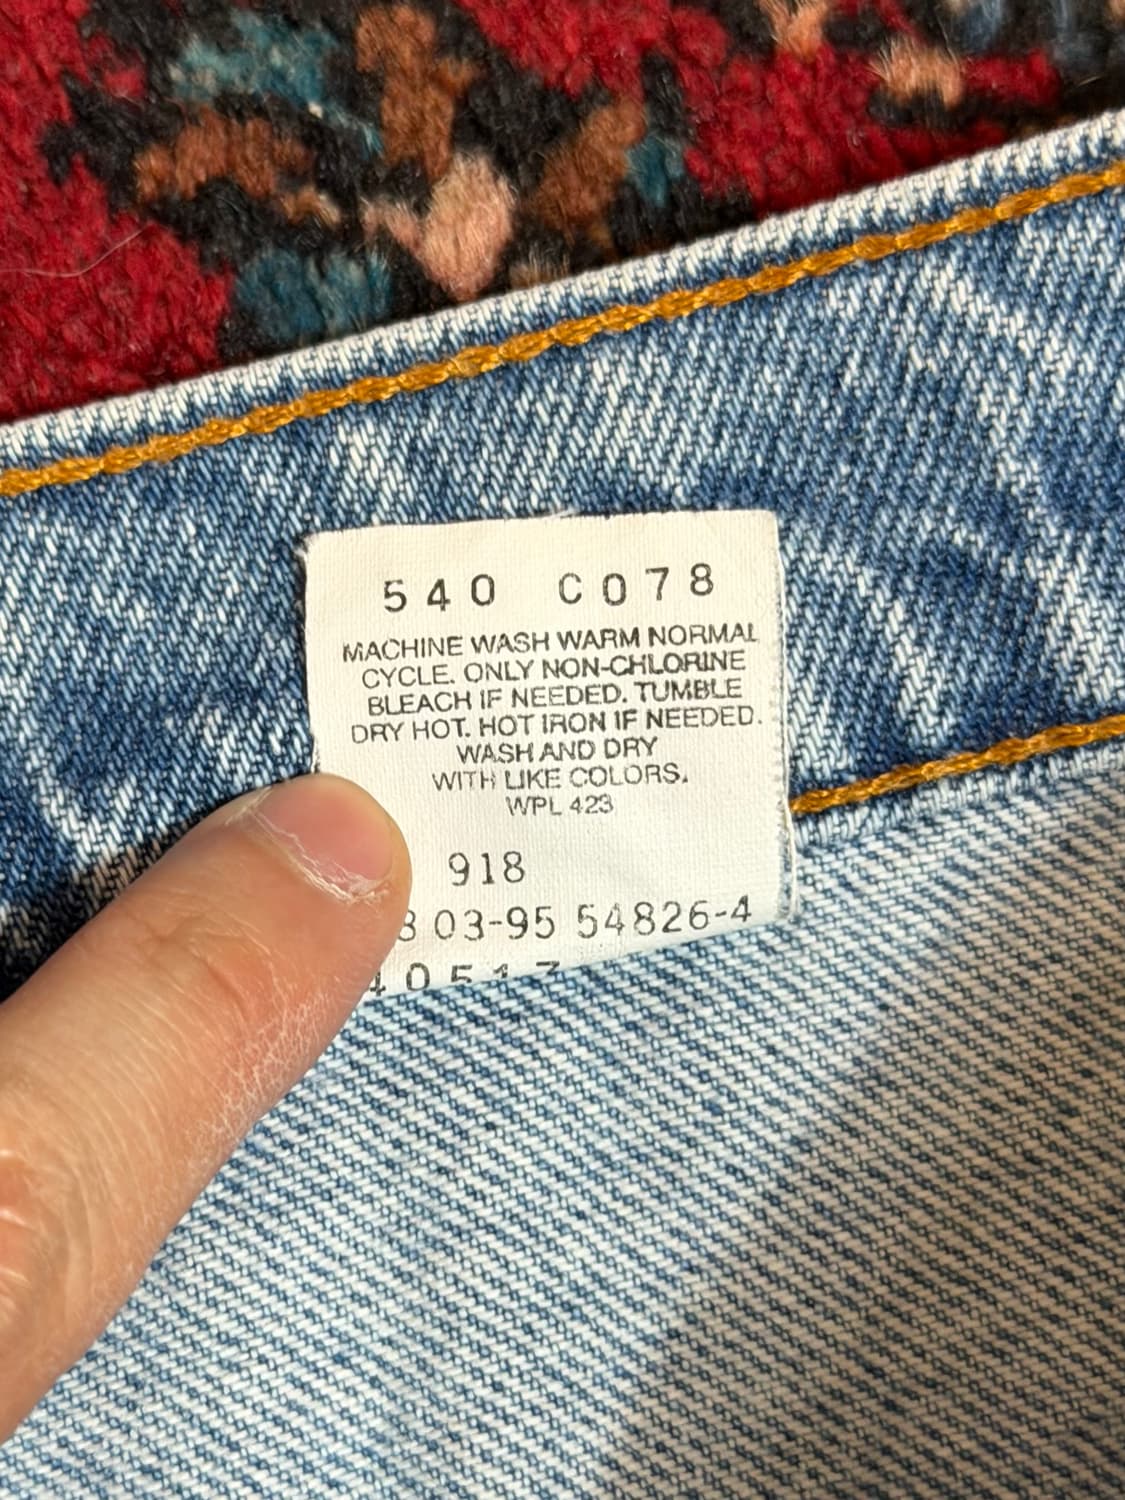 540 C078
MACHINE WASH WARM NORMAL
CYCLE. ONLY NON-CHLORINE
BLEACH IF NEEDED. TUMBLE
DRY HOT. HOT IRON IF NEEDED.
WASH AND DRY
WITH LIKE COLORS.
WPL 423
918
03-95 54826-4